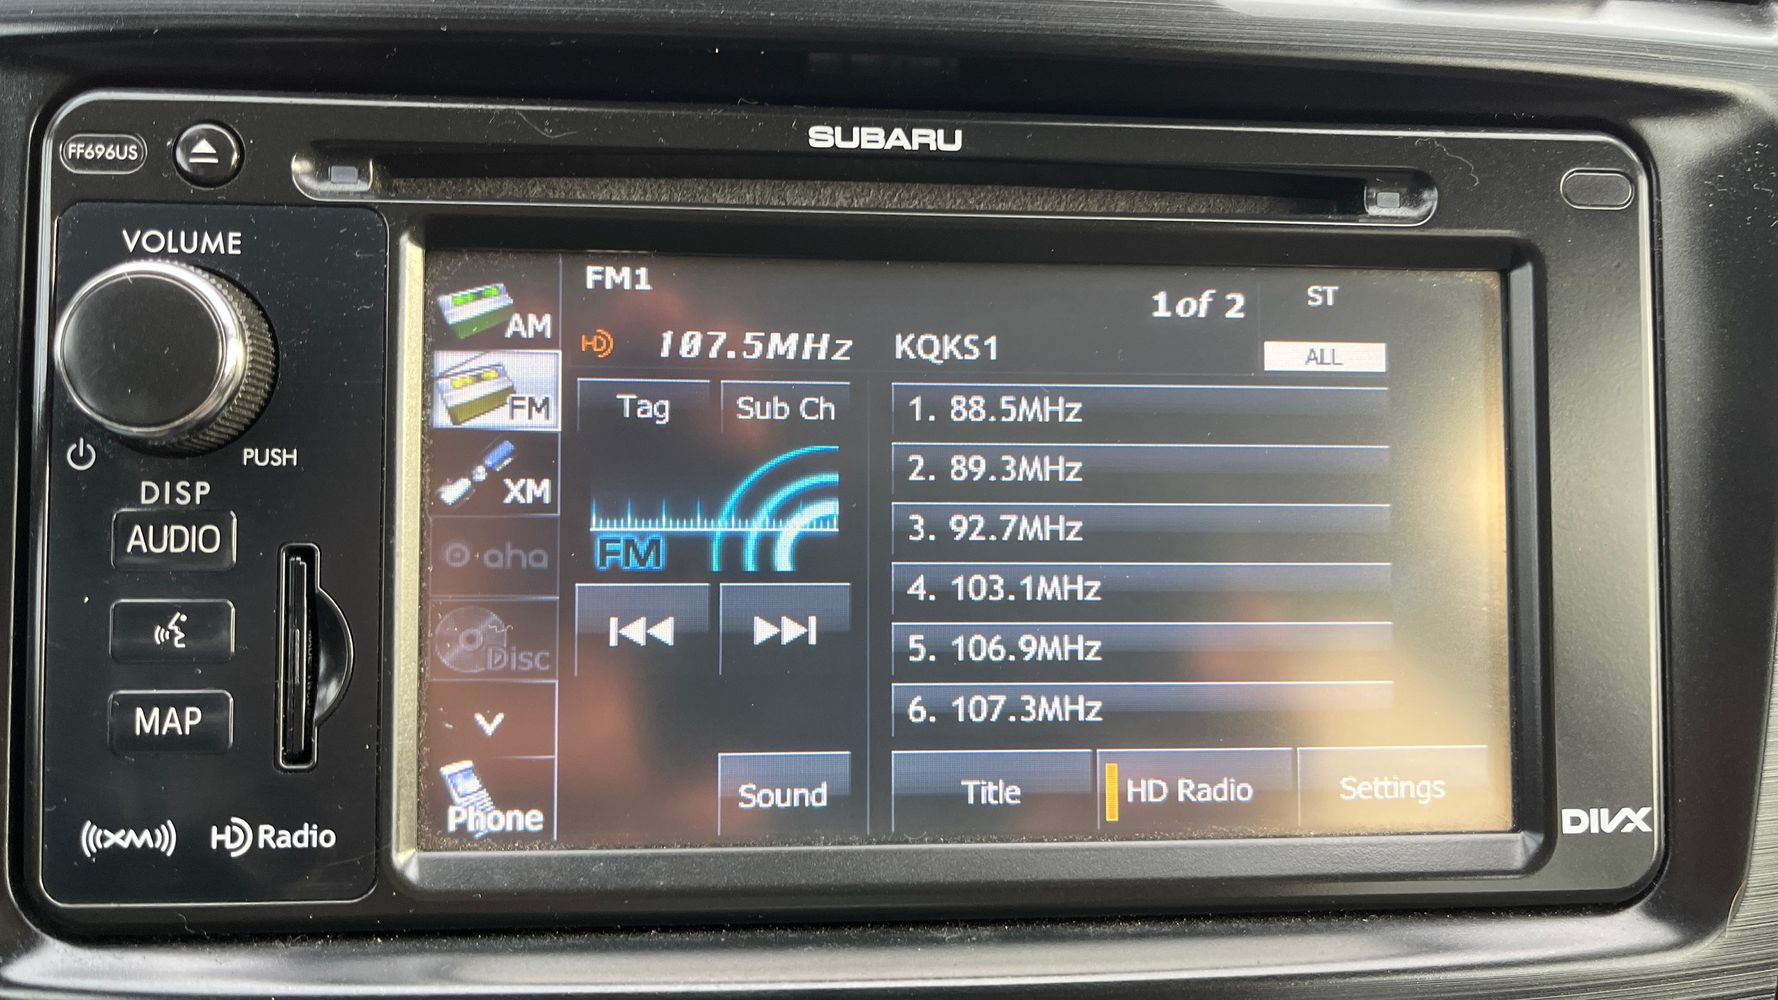 SUBARU
FF696US
VOLUME
PUSH
DISP
AUDIO
MAP
((XM))
HD Radio
AM
FM
XM
aha
Disc
Phone
FM1
1 of 2
ST
HD 107.5MHz
KQKS1
ALL
Tag
Sub Ch
FM
1. 88.5MHz
2. 89.3MHz
3. 92.7MHz
4. 103.1MHz
5. 106.9MHz
6. 107.3MHz
Sound
Title
HD Radio
Settings
DIVX